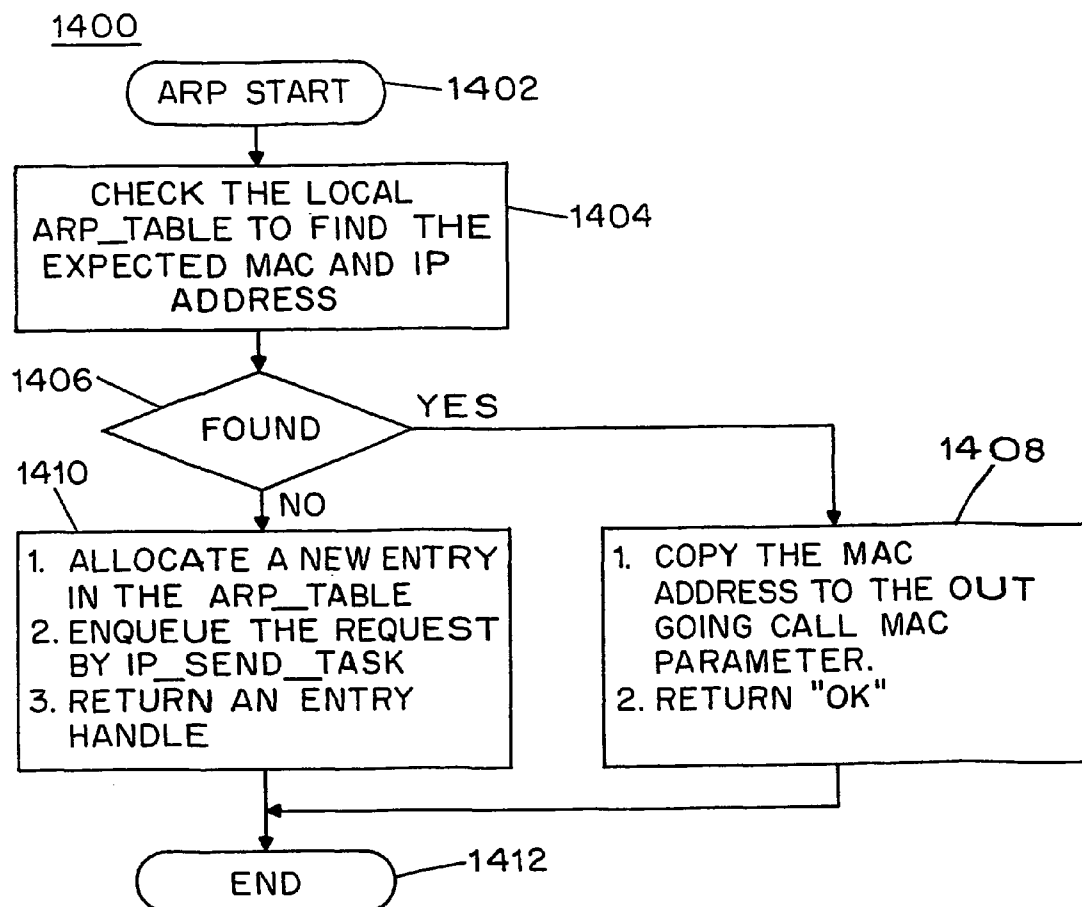 1400
ARP START
1402
CHECK THE LOCAL
ARP_TABLE TO FIND THE
EXPECTED MAC AND IP
ADDRESS
1404
1406
FOUND
YES
NO
1410
1. ALLOCATE A NEW ENTRY
IN THE ARP_TABLE
2. ENQUEUE THE REQUEST
BY IP_SEND_TASK
3. RETURN AN ENTRY
HANDLE
1408
1. COPY THE MAC
ADDRESS TO THE OUT
GOING CALL MAC
PARAMETER.
2. RETURN "OK"
END
1412